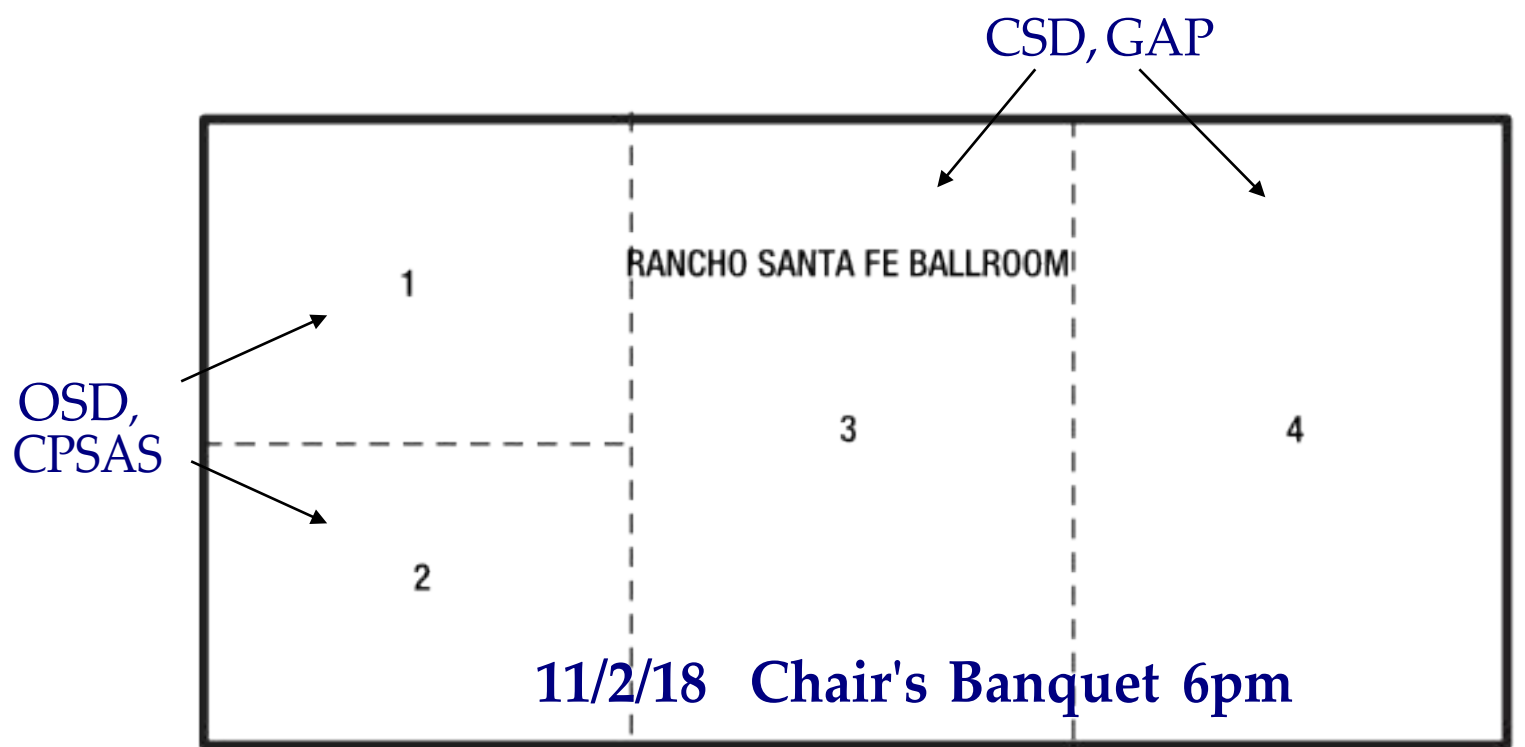 CSD, GAP
RANCHO SANTA FE BALLROOM
1
OSD,
CPSAS
3
4
2
11/2/18 Chair's Banquet 6pm